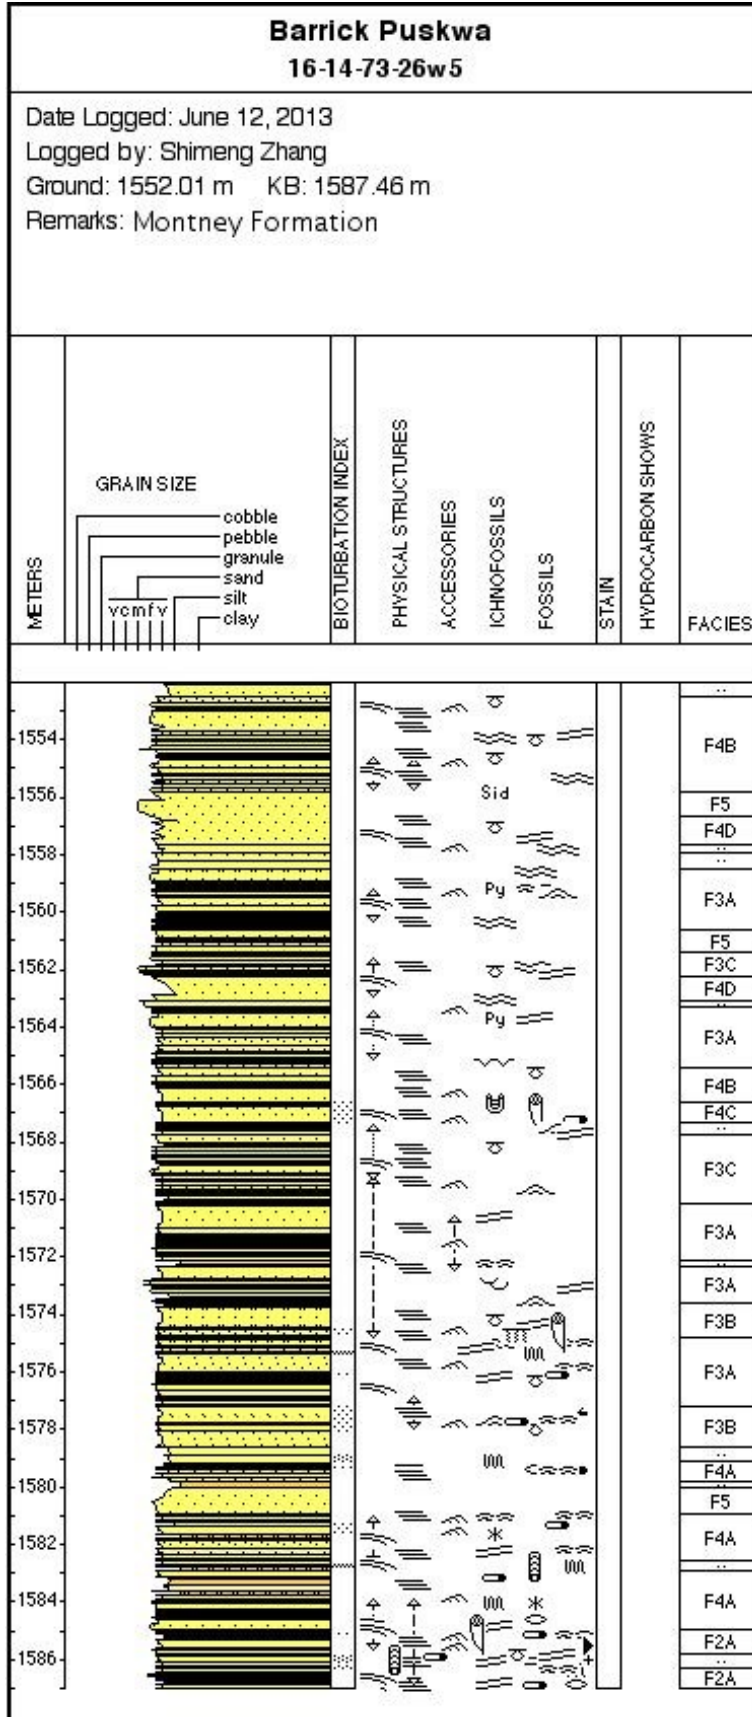 Barrick Puskwa
16-14-73-26w5
Date Logged: June 12, 2013
Logged by: Shimeng Zhang
Ground: 1552.01 m KB: 1587.46 m
Remarks: Montney Formation
METERS
GRAIN SIZE
cobble
pebble
granule
sand
silt
clay
vcmfv
BIOTURBATION INDEX
PHYSICAL STRUCTURES
ACCESSORIES
ICHNOFOSSILS
FOSSILS
STAIN
HYDROCARBON SHOWS
FACIES
1554
F4B
Sid
1556
F5
F4D
1558
Py
F3A
1560
F5
1562
F3C
F4D
Py
1564
F3A
1566
F4B
F4C
1568
F3C
1570
F3A
1572
F3A
1574
F3B
1576
F3A
1578
F3B
F4A
1580
F5
1582
F4A
1584
F4A
F2A
1586
F2A